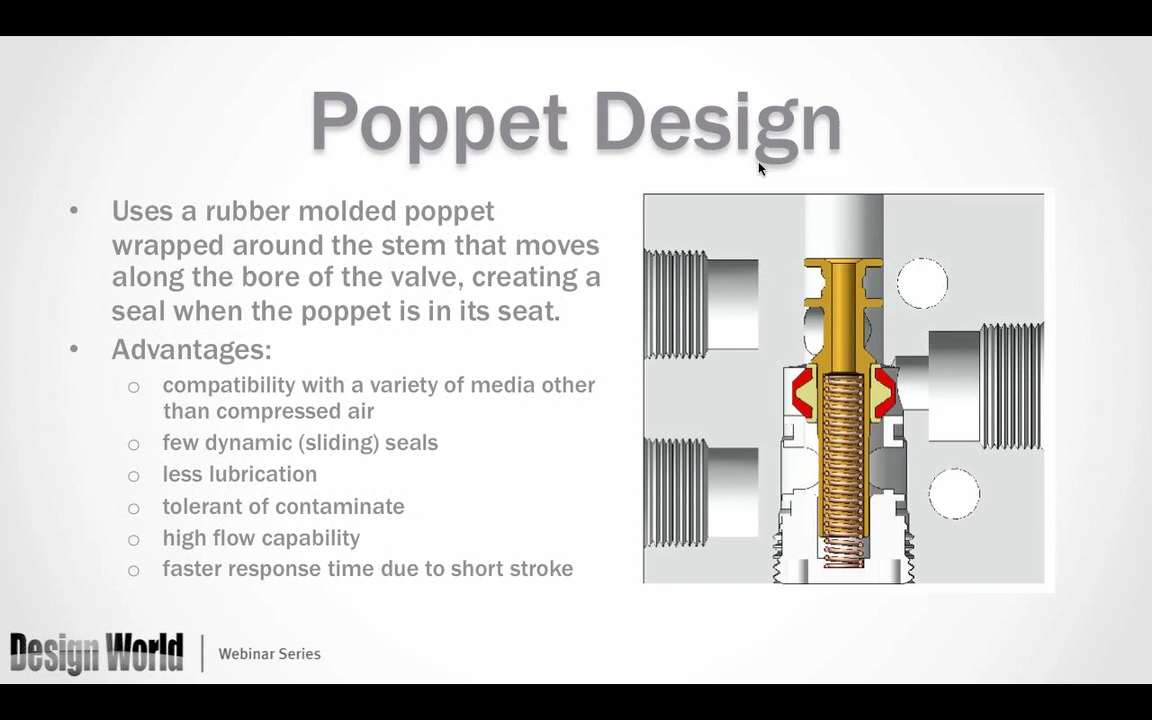 Poppet Design
• Uses a rubber molded poppet
wrapped around the stem that moves
along the bore of the valve, creating a
seal when the poppet is in its seat.
• Advantages:
o compatibility with a variety of media other
than compressed air
o few dynamic (sliding) seals
o less lubrication
o tolerant of contaminate
o high flow capability
o faster response time due to short stroke
Design World | Webinar Series